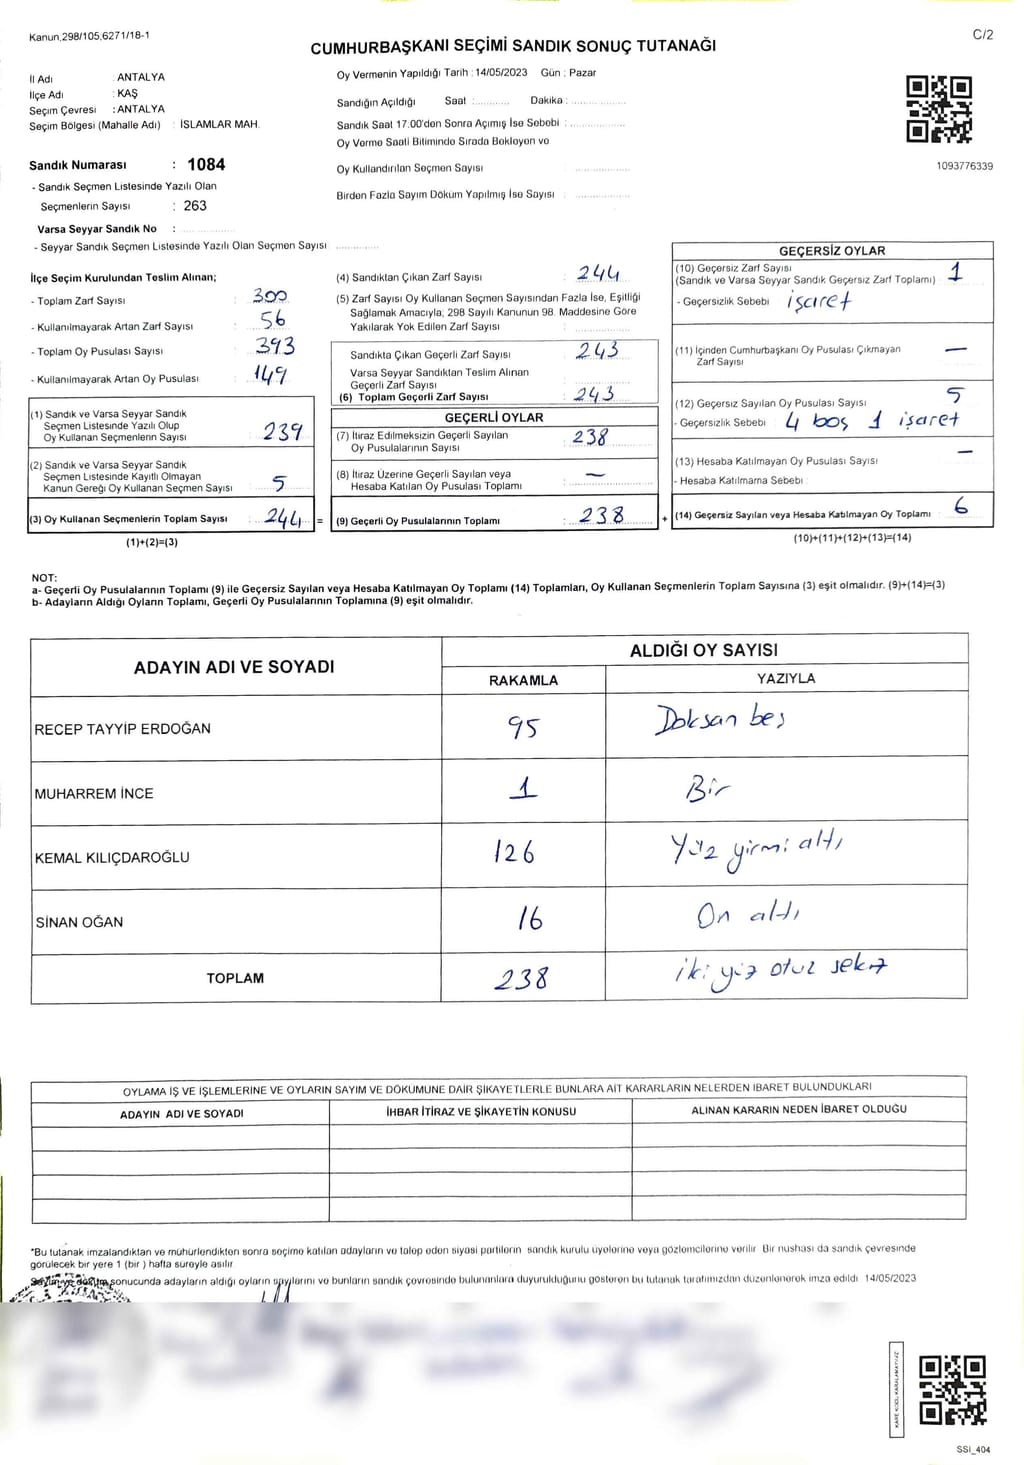 Kanun.298/105;6271/18-1
C/2
CUMHURBAŞKANI SEÇİMİ SANDIK SONUÇ TUTANAĞI
İl Adı : ANTALYA
İlçe Adı : KAŞ
Seçim Çevresi : ANTALYA
Seçim Bölgesi (Mahalle Adı) : İSLAMLAR MAH.
Sandık Numarası : 1084
- Sandık Seçmen Listesinde Yazılı Olan
Seçmenlerin Sayısı : 263
Varsa Seyyar Sandık No :
- Seyyar Sandık Seçmen Listesinde Yazılı Olan Seçmen Sayısı
Oy Vermenin Yapıldığı Tarih : 14/05/2023 Gün : Pazar
Sandığın Açıldığı Saat : Dakika :
Sandık Saat 17.00'den Sonra Açımış İse Sebebi :
Oy Verme Saati Bitiminde Sırada Bekleyen ve
Oy Kullandırılan Seçmen Sayısı :
Birden Fazla Sayım Döküm Yapılmış İse Sayısı :
1093776339
İlçe Seçim Kurulundan Teslim Alınan;
- Toplam Zarf Sayısı : 300
- Kullanılmayarak Artan Zarf Sayısı : 56
- Toplam Oy Pusulası Sayısı : 393
- Kullanılmayarak Artan Oy Pusulası : 149
(1) Sandık ve Varsa Seyyar Sandık
Seçmen Listesinde Yazılı Olup
Oy Kullanan Seçmenlerin Sayısı 239
(2) Sandık ve Varsa Seyyar Sandık
Seçmen Listesinde Kayıtlı Olmayan
Kanun Gereği Oy Kullanan Seçmen Sayısı 5
(3) Oy Kullanan Seçmenlerin Toplam Sayısı : 244 =
(1)+(2)=(3)
(4) Sandıktan Çıkan Zarf Sayısı : 244
(5) Zarf Sayısı Oy Kullanan Seçmen Sayısından Fazla İse, Eşitliği
Sağlamak Amacıyla; 298 Sayılı Kanunun 98. Maddesine Göre
Yakılarak Yok Edilen Zarf Sayısı :
Sandıkta Çıkan Geçerli Zarf Sayısı 243
Varsa Seyyar Sandıktan Teslim Alınan
Geçerli Zarf Sayısı
(6) Toplam Geçerli Zarf Sayısı : 243
GEÇERLİ OYLAR
(7) İtiraz Edilmeksizin Geçerli Sayılan
Oy Pusulalarının Sayısı : 238
(8) İtiraz Üzerine Geçerli Sayılan veya
Hesaba Katılan Oy Pusulası Toplamı : —
(9) Geçerli Oy Pusulalarının Toplamı : 238 +
GEÇERSİZ OYLAR
(10) Geçersiz Zarf Sayısı
(Sandık ve Varsa Seyyar Sandık Geçersiz Zarf Toplamı) : 1
- Geçersizlik Sebebi : işaret
(11) İçinden Cumhurbaşkanı Oy Pusulası Çıkmayan
Zarf Sayısı —
(12) Geçersiz Sayılan Oy Pusulası Sayısı 5
- Geçersizlik Sebebi : 4 boş 1 işaret
(13) Hesaba Katılmayan Oy Pusulası Sayısı —
- Hesaba Katılmama Sebebi :
(14) Geçersiz Sayılan veya Hesaba Katılmayan Oy Toplamı : 6
(10)+(11)+(12)+(13)=(14)
NOT:
a- Geçerli Oy Pusulalarının Toplamı (9) ile Geçersiz Sayılan veya Hesaba Katılmayan Oy Toplamı (14) Toplamları, Oy Kullanan Seçmenlerin Toplam Sayısına (3) eşit olmalıdır. (9)+(14)=(3)
b- Adayların Aldığı Oyların Toplamı, Geçerli Oy Pusulalarının Toplamına (9) eşit olmalıdır.
ADAYIN ADI VE SOYADI
ALDIĞI OY SAYISI
RAKAMLA YAZIYLA
RECEP TAYYİP ERDOĞAN 95 Doksan beş
MUHARREM İNCE 1 Bir
KEMAL KILIÇDAROĞLU 126 Yüz yirmi altı
SİNAN OĞAN 16 On altı
TOPLAM 238 iki yüz otuz sekiz
OYLAMA İŞ VE İŞLEMLERİNE VE OYLARIN SAYIM VE DÖKÜMÜNE DAİR ŞİKAYETLERLE BUNLARA AİT KARARLARIN NELERDEN İBARET BULUNDUKLARI
ADAYIN ADI VE SOYADI İHBAR İTİRAZ VE ŞİKAYETİN KONUSU ALINAN KARARIN NEDEN İBARET OLDUĞU
*Bu tutanak imzalandıktan ve mühürlendikten sonra seçime katılan adayların ve talep eden siyasi partilerin sandık kurulu üyelerine veya gözlemcilerine verilir. Bir nushası da sandık çevresinde
görülecek bir yere 1 (bir ) hafta süreyle asılır.
sonucunda adayların aldığı oyların sayılarını ve bunların sandık çevresinde bulunanlara duyurulduğunu gösteren bu tutanak tarafımızdan düzenlenerek imza edildi. 14/05/2023
KARE KODU KARALAMAYINIZ
SSI_404